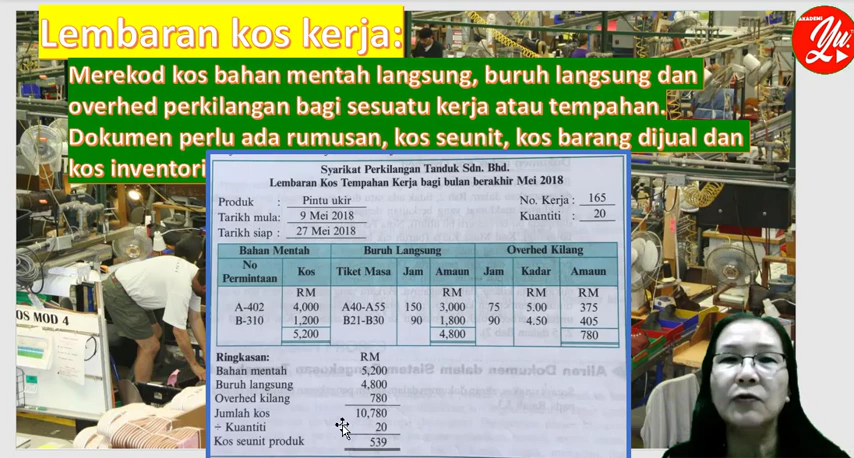 Lembaran kos kerja:
AKADEMI
Yu.
Merekod kos bahan mentah langsung, buruh langsung dan
overhed perkilangan bagi sesuatu kerja atau tempahan.
Dokumen perlu ada rumusan, kos seunit, kos barang dijual dan
kos inventori
Syarikat Perkilangan Tanduk Sdn. Bhd.
Lembaran Kos Tempahan Kerja bagi bulan berakhir Mei 2018
Produk : Pintu ukir No. Kerja : 165
Tarikh mula: 9 Mei 2018 Kuantiti : 20
Tarikh siap : 27 Mei 2018
Bahan Mentah Buruh Langsung Overhed Kilang
No Permintaan Kos Tiket Masa Jam Amaun Jam Kadar Amaun
RM RM RM RM
A-402 4,000 A40-A55 150 3,000 75 5.00 375
B-310 1,200 B21-B30 90 1,800 90 4.50 405
5,200 4,800 780
Ringkasan: RM
Bahan mentah 5,200
Buruh langsung 4,800
Overhed kilang 780
Jumlah kos 10,780
÷ Kuantiti 20
Kos seunit produk 539
OS MOD 4